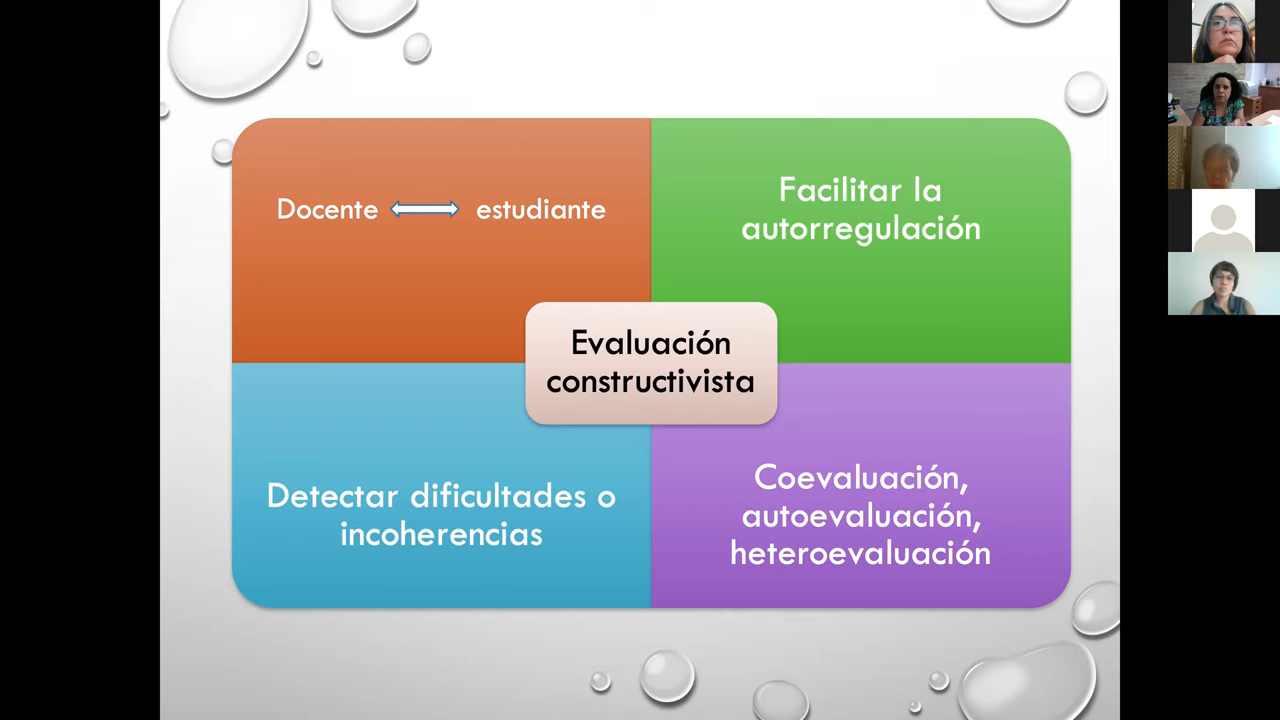 Docente estudiante
Facilitar la
autorregulación
Evaluación
constructivista
Detectar dificultades o
incoherencias
Coevaluación,
autoevaluación,
heteroevaluación